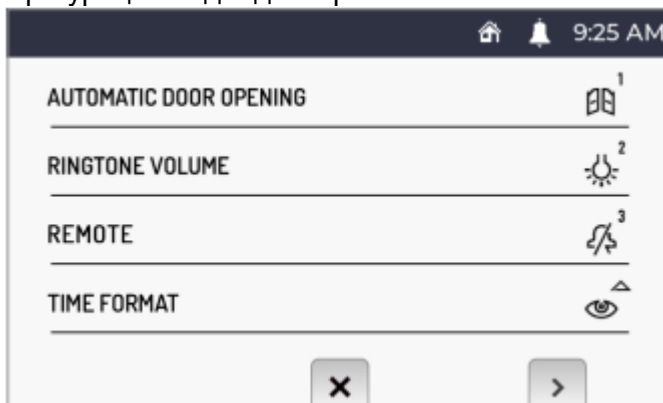 9:25 AM
AUTOMATIC DOOR OPENING 1
RINGTONE VOLUME 2
REMOTE 3
TIME FORMAT